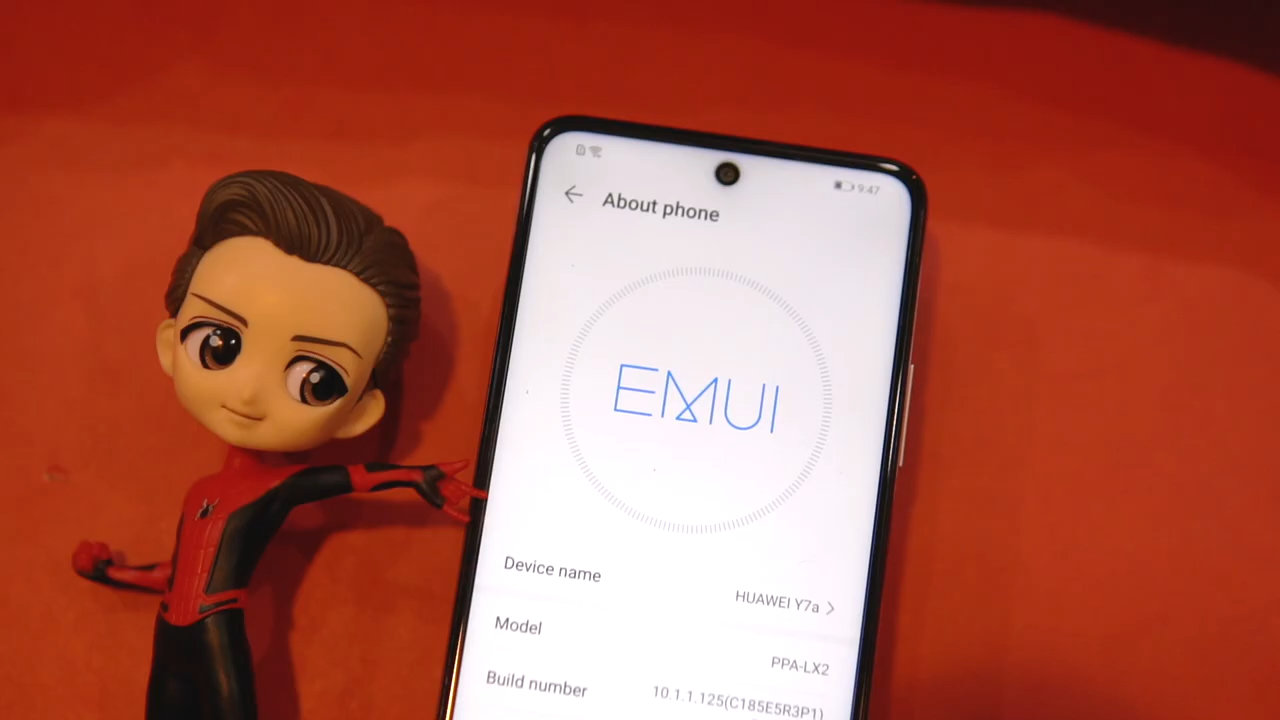 9:47
About phone
EMUI
Device name
HUAWEI Y7a
Model
PPA-LX2
Build number
10.1.1.125(C185E5R3P1)